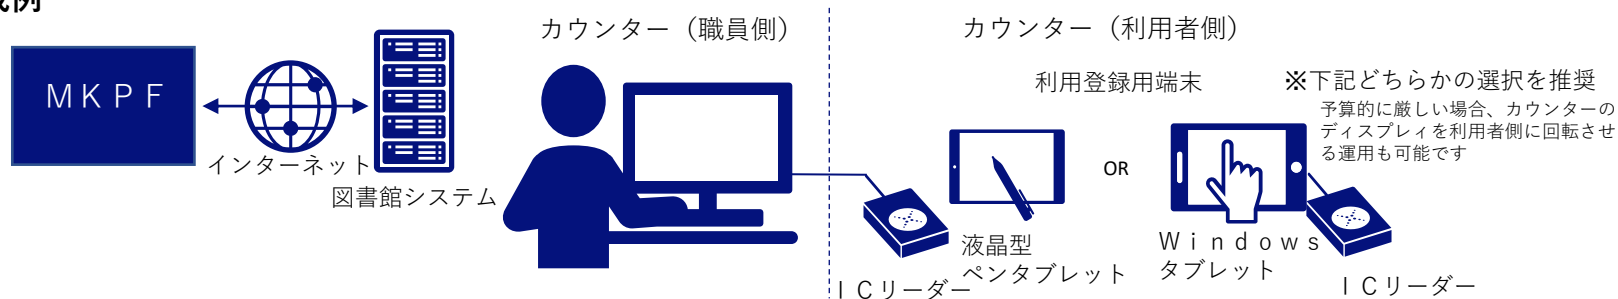 成例
カウンター（職員側）
カウンター（利用者側）
ＭＫＰＦ
インターネット
図書館システム
利用登録用端末
※下記どちらかの選択を推奨
予算的に厳しい場合、カウンターの
ディスプレィを利用者側に回転させ
る運用も可能です
OR
液晶型
ペンタブレット
Ｗｉｎｄｏｗｓ
タブレット
ＩＣリーダー
ＩＣリーダー